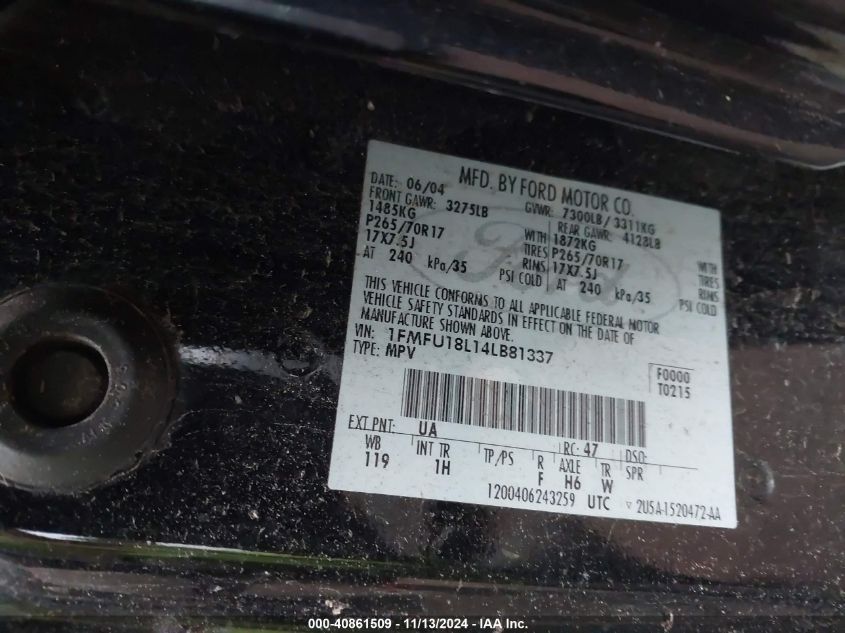 MFD. BY FORD MOTOR CO.
DATE: 06/04 GVWR: 7300LB/3311KG
FRONT GAWR: 3275LB REAR GAWR: 4128LB
1485KG WITH 1872KG WITH
P265/70R17 TIRES P265/70R17 TIRES
17X7.5J RIMS 17X7.5J RIMS
AT 240 kPa/35 PSI COLD AT 240 kPa/35 PSI COLD
THIS VEHICLE CONFORMS TO ALL APPLICABLE FEDERAL MOTOR
VEHICLE SAFETY STANDARDS IN EFFECT ON THE DATE OF
MANUFACTURE SHOWN ABOVE.
VIN: 1FMFU18L14LB81337
TYPE: MPV
F0000
T0215
EXT PNT: UA RC: 47 DSO:
WB INT TR TP/PS R AXLE TR SPR
119 1H F H6 W
1200406243259 UTC ▽ 2U5A-1520472-AA
Ford
000-40861509 - 11/13/2024 - IAA Inc.